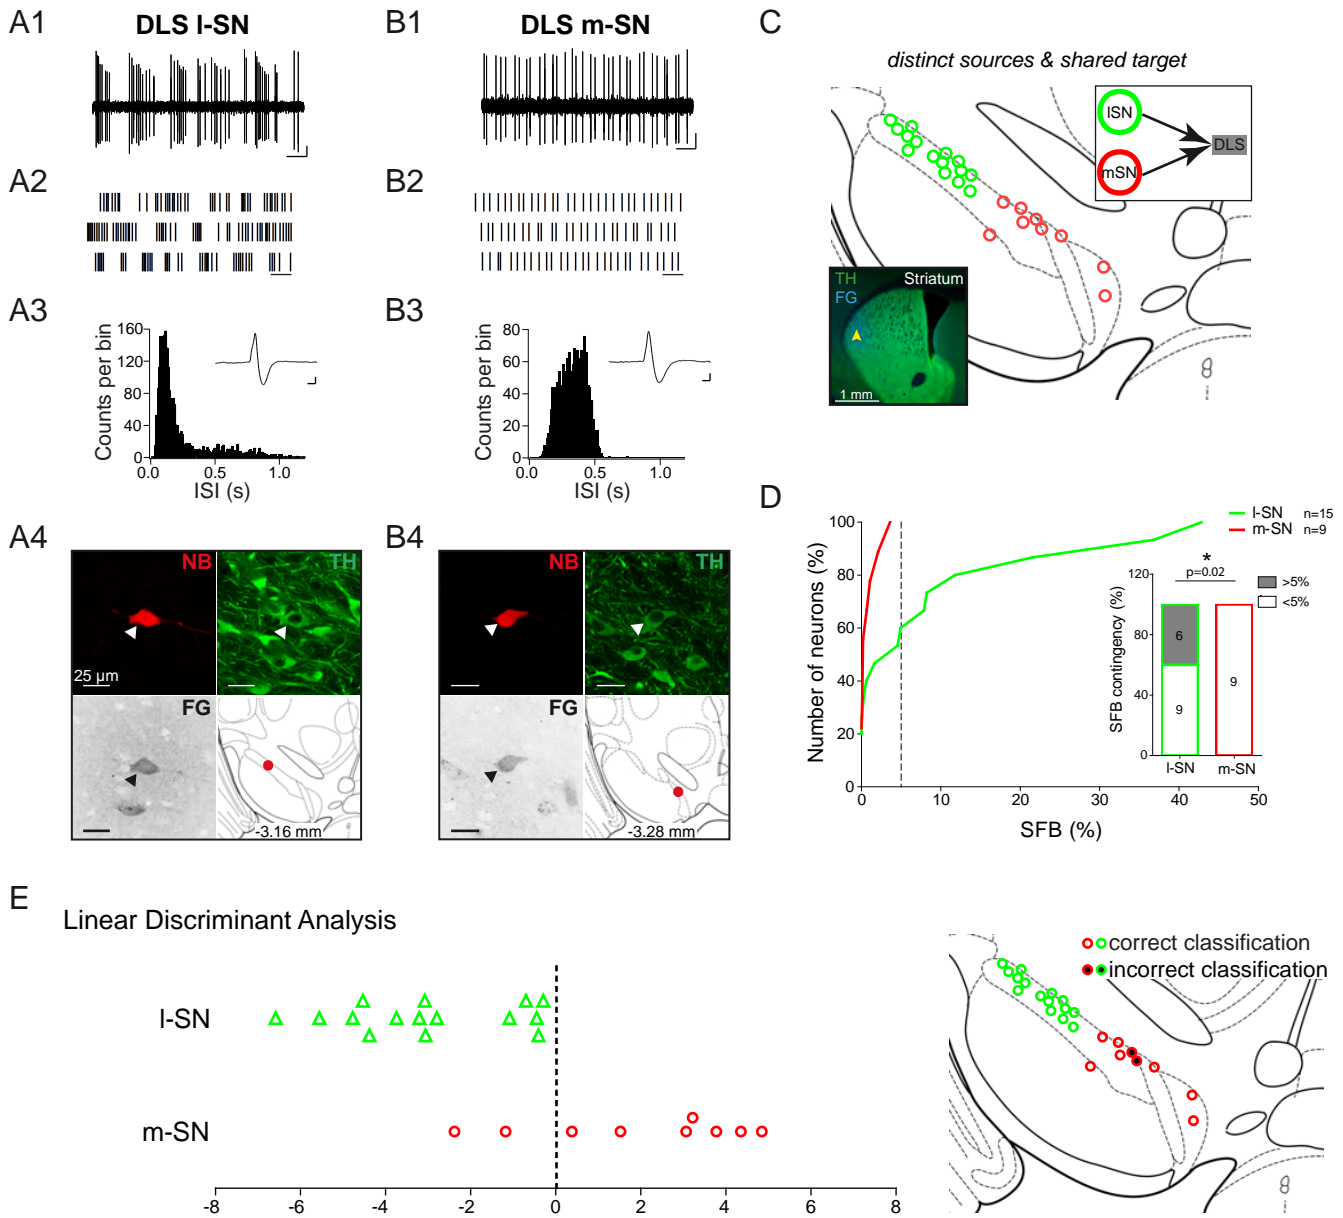 A1
DLS l-SN
A2
A3
Counts per bin
160
120
80
40
0
0.0
0.5
1.0
ISI (s)
A4
NB
TH
25 µm
FG
-3.16 mm
B1
DLS m-SN
B2
B3
Counts per bin
80
60
40
20
0
0.0
0.5
1.0
ISI (s)
B4
NB
TH
FG
-3.28 mm
C
distinct sources & shared target
lSN
mSN
DLS
TH
FG
Striatum
1 mm
D
Number of neurons (%)
100
80
60
40
20
0
0
10
20
30
40
50
SFB (%)
l-SN n=15
m-SN n=9
*
p=0.02
>5%
<5%
SFB contingency (%)
120
80
40
0
6
9
9
l-SN
m-SN
E
Linear Discriminant Analysis
l-SN
m-SN
-8
-6
-4
-2
0
2
4
6
8
correct classification
incorrect classification